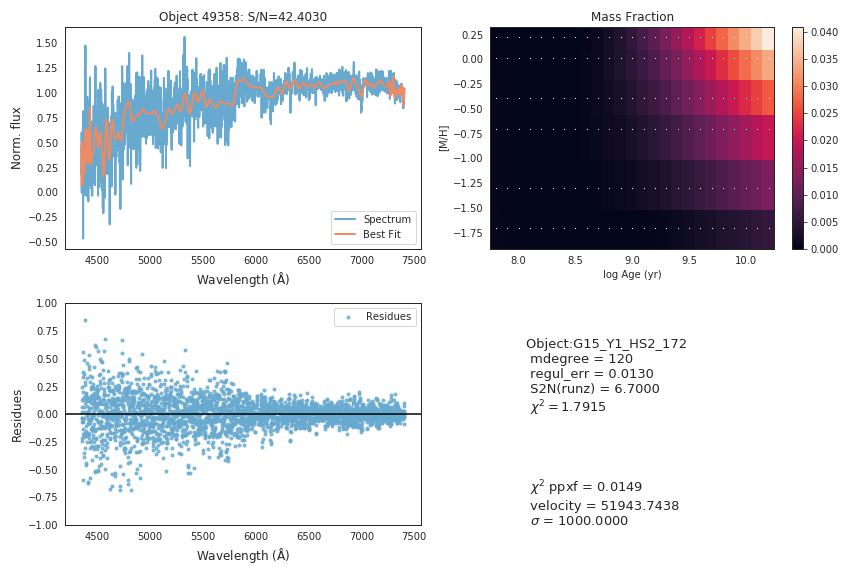 Object 49358: S/N=42.4030
Norm. flux
1.50
1.25
1.00
0.75
0.50
0.25
0.00
−0.25
−0.50
Spectrum
Best Fit
4500 5000 5500 6000 6500 7000 7500
Wavelength (Å)
Mass Fraction
[M/H]
0.25
0.00
−0.25
−0.50
−0.75
−1.00
−1.25
−1.50
−1.75
8.0 8.5 9.0 9.5 10.0
log Age (yr)
0.040
0.035
0.030
0.025
0.020
0.015
0.010
0.005
0.000
Residues
1.00
0.75
0.50
0.25
0.00
−0.25
−0.50
−0.75
−1.00
Residues
4500 5000 5500 6000 6500 7000 7500
Wavelength (Å)
Object:G15_Y1_HS2_172
mdegree = 120
regul_err = 0.0130
S2N(runz) = 6.7000
χ² = 1.7915
χ² ppxf = 0.0149
velocity = 51943.7438
σ = 1000.0000